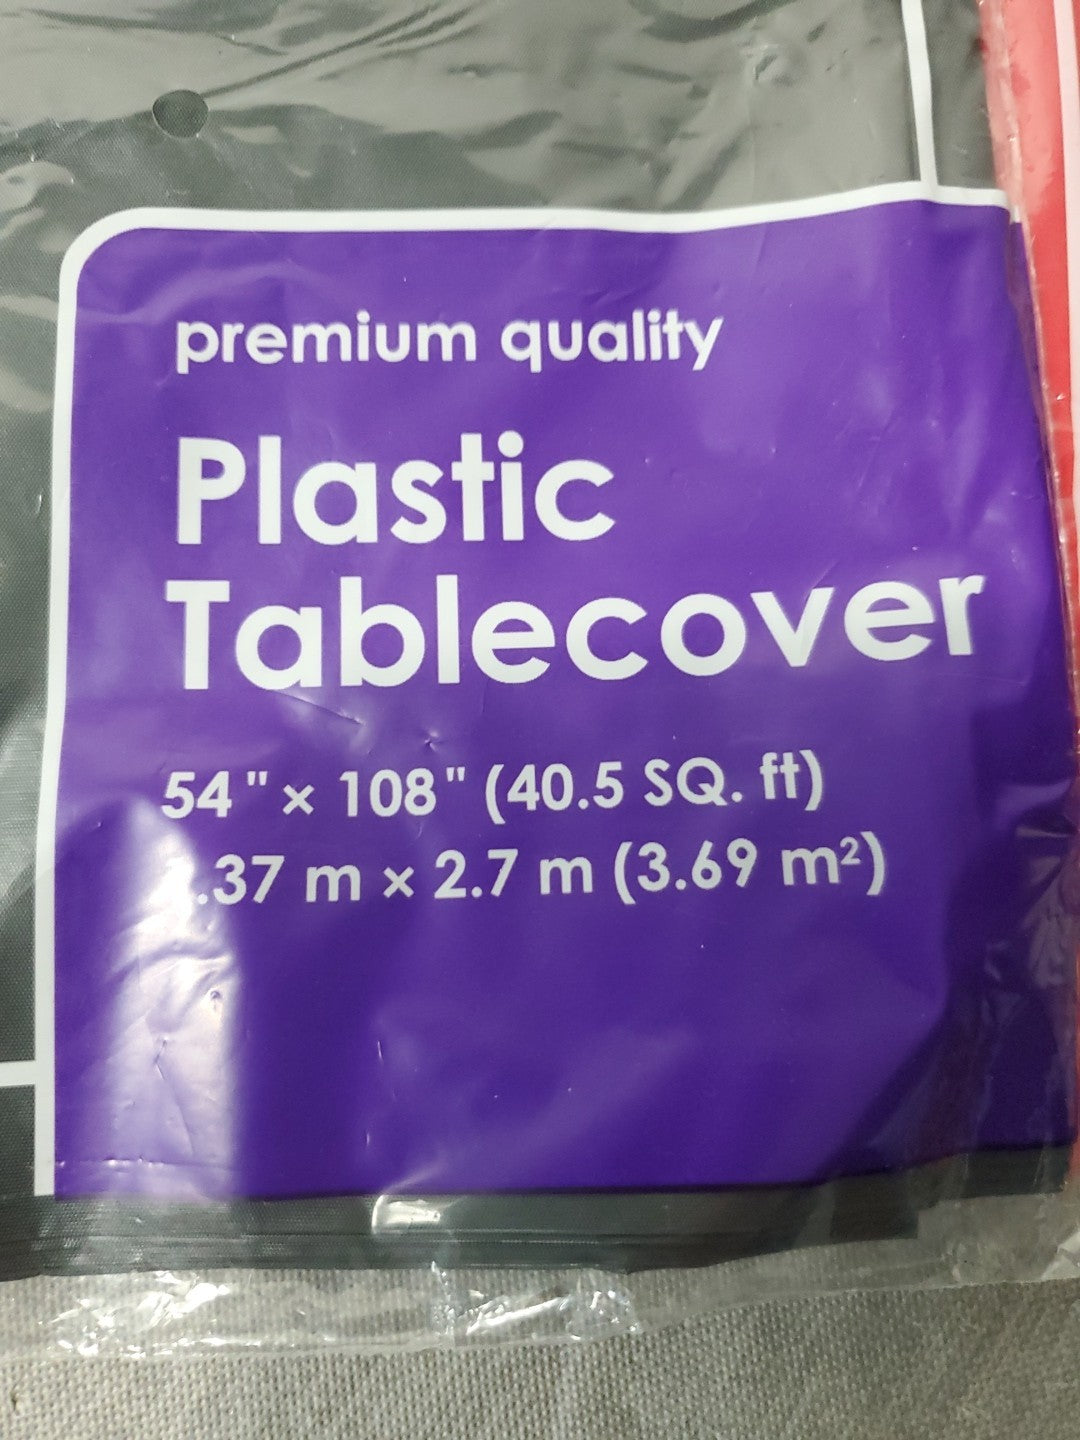 premium quality
Plastic
Tablecover
54" × 108" (40.5 SQ. ft)
.37 m × 2.7 m (3.69 m²)